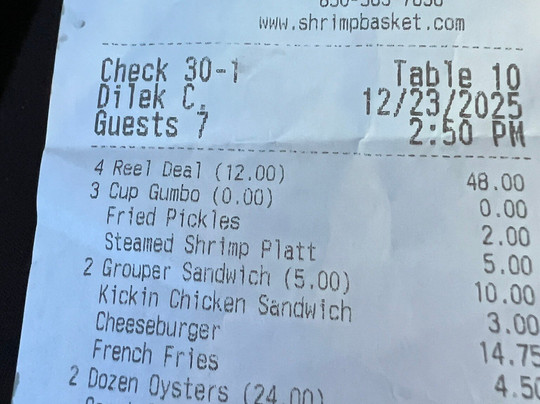 www.shrimpbasket.com
Check 30-1 Table 10
Dilek C. 12/23/2025
Guests 7 2:50 PM
4 Reel Deal (12.00) 48.00
3 Cup Gumbo (0.00) 0.00
Fried Pickles 2.00
Steamed Shrimp Platt 5.00
2 Grouper Sandwich (5.00) 10.00
Kickin Chicken Sandwich 3.00
Cheeseburger 14.75
French Fries 4.50
2 Dozen Oysters (24.00)